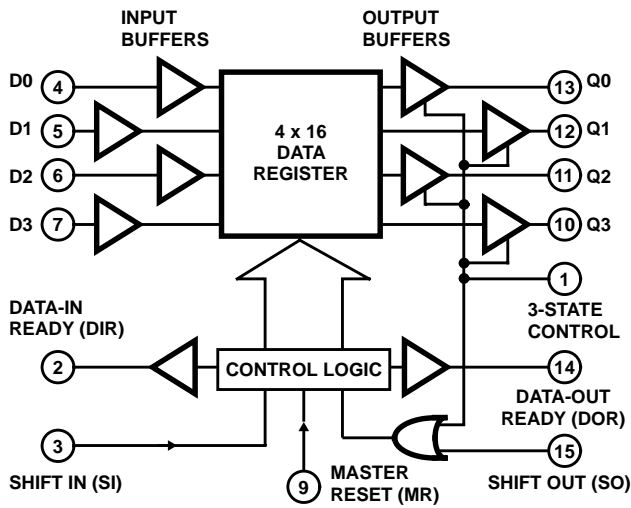 INPUT
BUFFERS
OUTPUT
BUFFERS
D0 4
13 Q0
D1 5
4 x 16
DATA
REGISTER
12 Q1
D2 6
11 Q2
D3 7
10 Q3
1
3-STATE
CONTROL
DATA-IN
READY (DIR)
2
CONTROL LOGIC
14
DATA-OUT
READY (DOR)
3
SHIFT IN (SI)
9
MASTER
RESET (MR)
15
SHIFT OUT (SO)